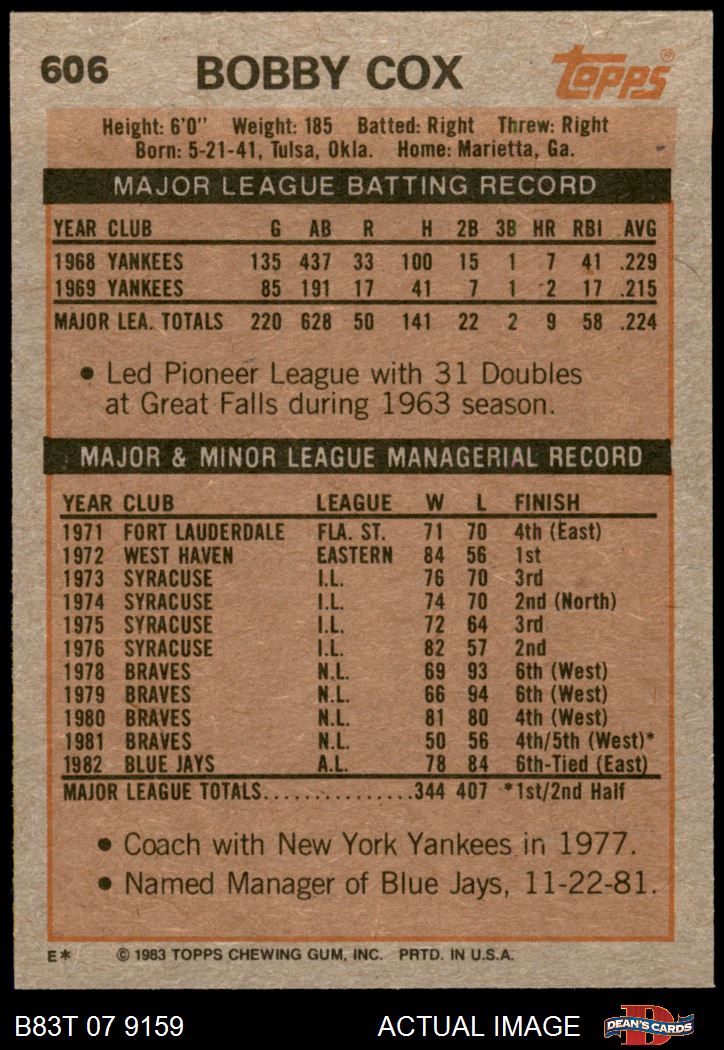 606 BOBBY COX Topps®
Height: 6'0" Weight: 185 Batted: Right Threw: Right
Born: 5-21-41, Tulsa, Okla. Home: Marietta, Ga.
MAJOR LEAGUE BATTING RECORD
YEAR CLUB G AB R H 2B 3B HR RBI AVG
1968 YANKEES 135 437 33 100 15 1 7 41 .229
1969 YANKEES 85 191 17 41 7 1 2 17 .215
MAJOR LEA. TOTALS 220 628 50 141 22 2 9 58 .224
• Led Pioneer League with 31 Doubles
at Great Falls during 1963 season.
MAJOR & MINOR LEAGUE MANAGERIAL RECORD
YEAR CLUB LEAGUE W L FINISH
1971 FORT LAUDERDALE FLA. ST. 71 70 4th (East)
1972 WEST HAVEN EASTERN 84 56 1st
1973 SYRACUSE I.L. 76 70 3rd
1974 SYRACUSE I.L. 74 70 2nd (North)
1975 SYRACUSE I.L. 72 64 3rd
1976 SYRACUSE I.L. 82 57 2nd
1978 BRAVES N.L. 69 93 6th (West)
1979 BRAVES N.L. 66 94 6th (West)
1980 BRAVES N.L. 81 80 4th (West)
1981 BRAVES N.L. 50 56 4th/5th (West)*
1982 BLUE JAYS A.L. 78 84 6th-Tied (East)
MAJOR LEAGUE TOTALS...............344 407 *1st/2nd Half
• Coach with New York Yankees in 1977.
• Named Manager of Blue Jays, 11-22-81.
E* © 1983 TOPPS CHEWING GUM, INC. PRTD. IN U.S.A.
B83T 07 9159 ACTUAL IMAGE D DEAN'S CARDS